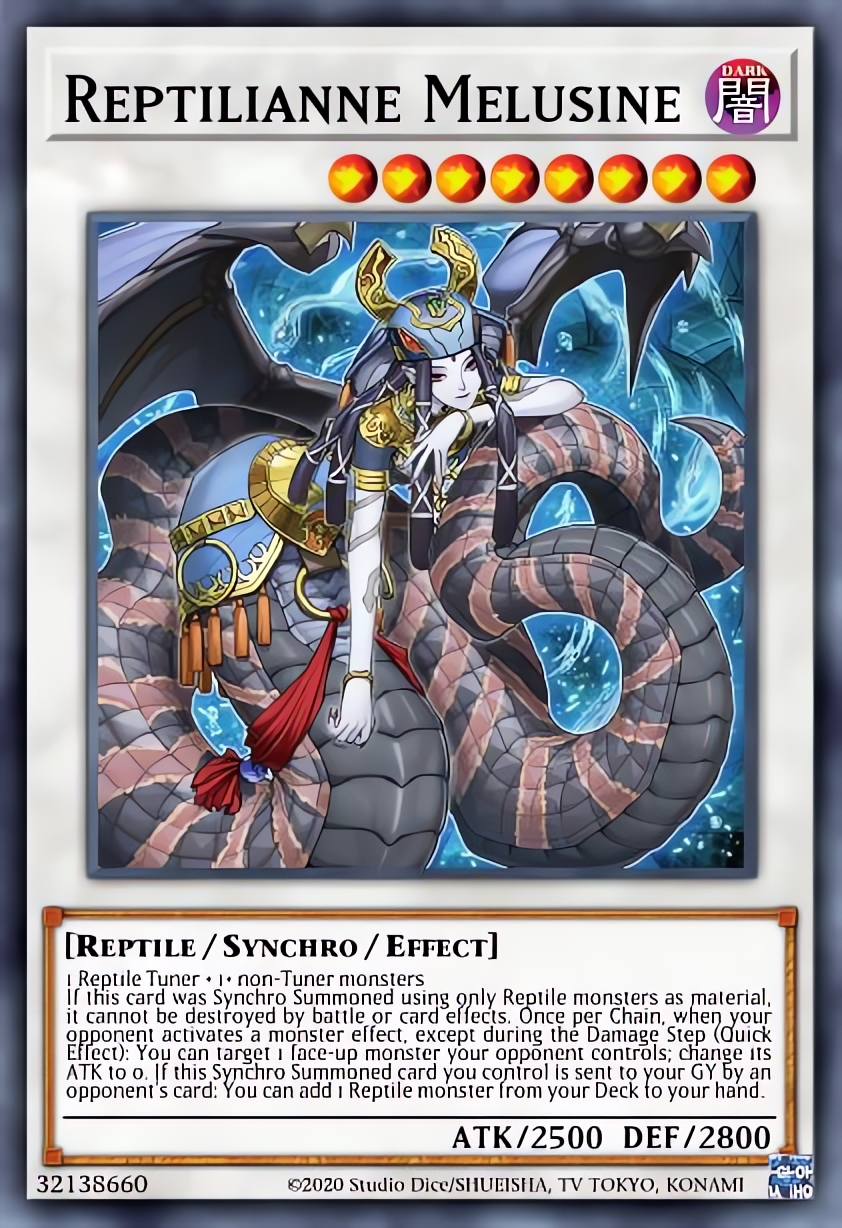 REPTILIANNE MELUSINE
DARK
闇
[REPTILE / SYNCHRO / EFFECT]
1 Reptile Tuner + 1+ non-Tuner monsters
If this card was Synchro Summoned using only Reptile monsters as material,
it cannot be destroyed by battle or card effects. Once per Chain, when your
opponent activates a monster effect, except during the Damage Step (Quick
Effect): You can target 1 face-up monster your opponent controls; change its
ATK to 0. If this Synchro Summoned card you control is sent to your GY by an
opponent's card: You can add 1 Reptile monster from your Deck to your hand.
ATK/2500 DEF/2800
32138660
©2020 Studio Dice/SHUEISHA, TV TOKYO, KONAMI